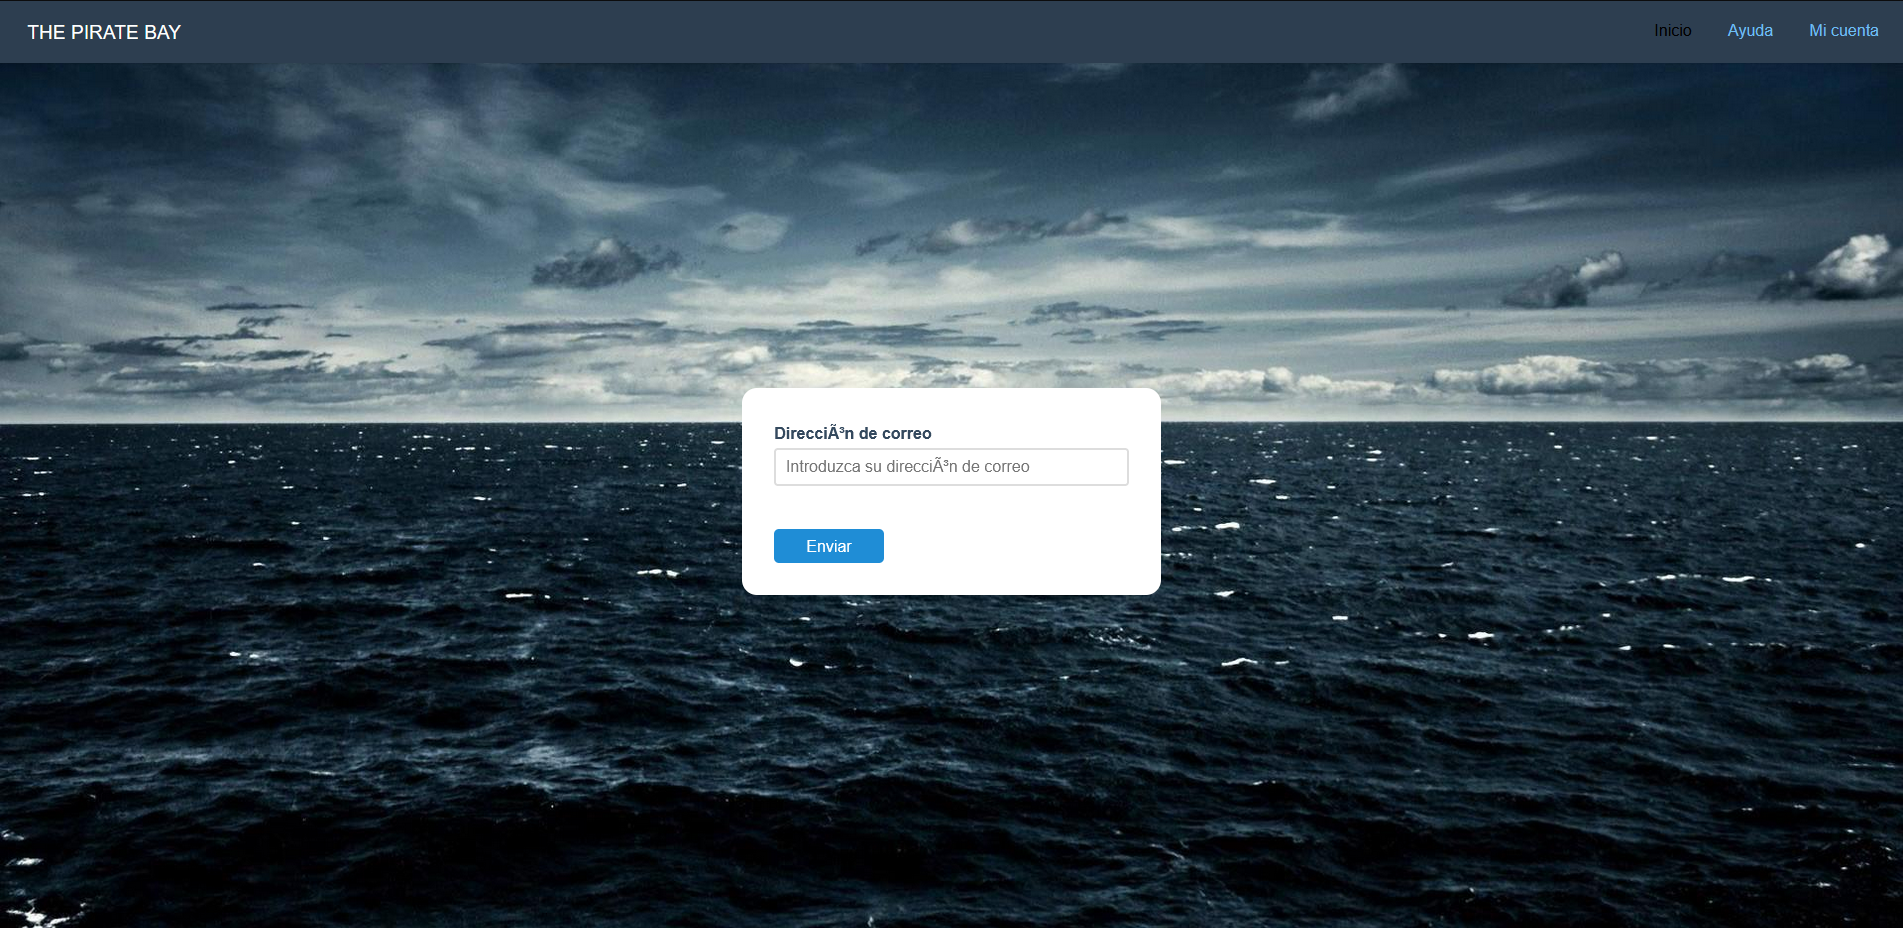 THE PIRATE BAY
Inicio Ayuda Mi cuenta
DirecciÃ³n de correo
Introduzca su direcciÃ³n de correo
Enviar